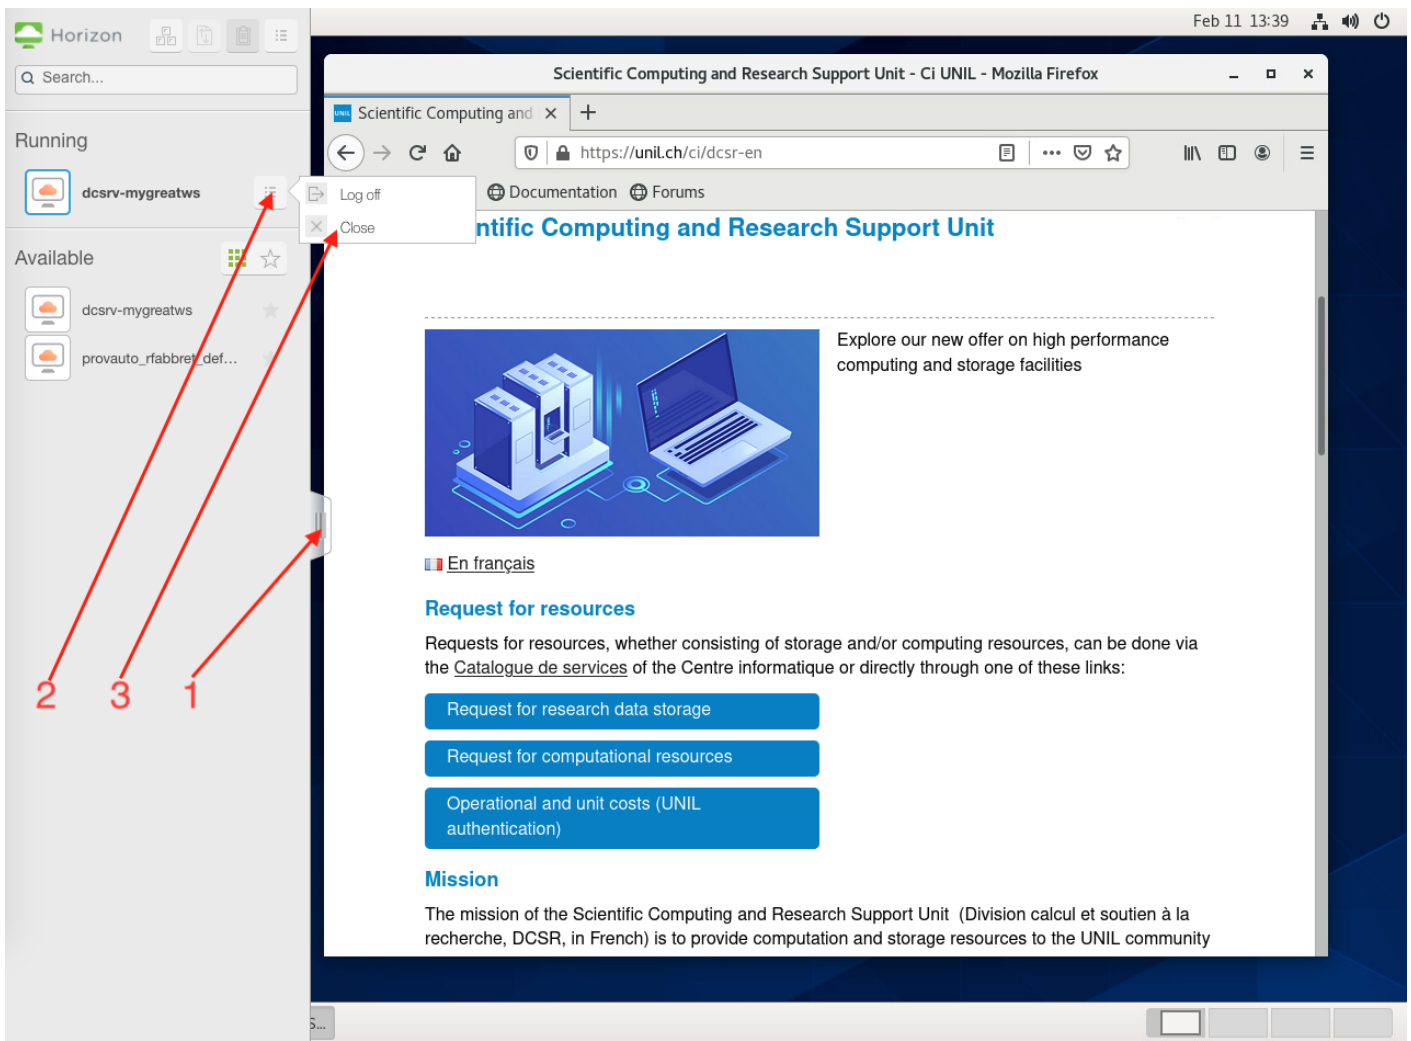 Horizon
Search...
Running
dcsrv-mygreatws
Log off
Close
Available
dcsrv-mygreatws
provauto_rfabbret_def...
2
3
1
Feb 11 13:39
Scientific Computing and Research Support Unit - Ci UNIL - Mozilla Firefox
UNIL Scientific Computing and
https://unil.ch/ci/dcsr-en
Documentation Forums
ntific Computing and Research Support Unit
Explore our new offer on high performance
computing and storage facilities
En français
Request for resources
Requests for resources, whether consisting of storage and/or computing resources, can be done via
the Catalogue de services of the Centre informatique or directly through one of these links:
Request for research data storage
Request for computational resources
Operational and unit costs (UNIL
authentication)
Mission
The mission of the Scientific Computing and Research Support Unit (Division calcul et soutien à la
recherche, DCSR, in French) is to provide computation and storage resources to the UNIL community
S...